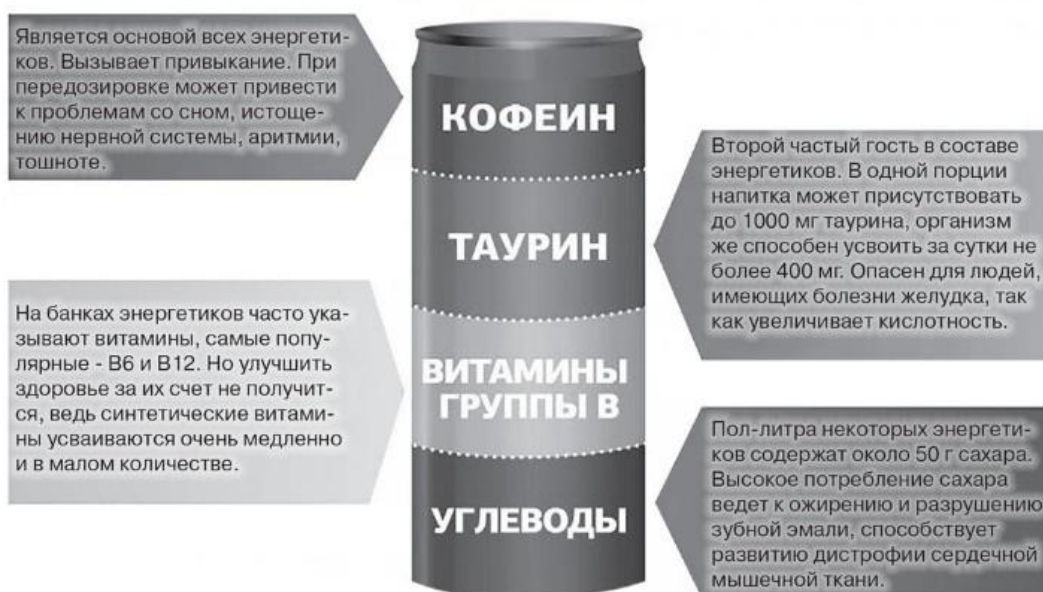 Является основой всех энергети-
ков. Вызывает привыкание. При
передозировке может привести
к проблемам со сном, истоще-
нию нервной системы, аритмии,
тошноте.
КОФЕИН
Второй частый гость в составе
энергетиков. В одной порции
напитка может присутствовать
до 1000 мг таурина, организм
же способен усвоить за сутки не
более 400 мг. Опасен для людей,
имеющих болезни желудка, так
как увеличивает кислотность.
ТАУРИН
На банках энергетиков часто ука-
зывают витамины, самые попу-
лярные - В6 и В12. Но улучшить
здоровье за их счет не получит-
ся, ведь синтетические витами-
ны усваиваются очень медленно
и в малом количестве.
ВИТАМИНЫ
ГРУППЫ В
Пол-литра некоторых энергети-
ков содержат около 50 г сахара.
Высокое потребление сахара
ведет к ожирению и разрушению
зубной эмали, способствует
развитию дистрофии сердечной
мышечной ткани.
УГЛЕВОДЫ